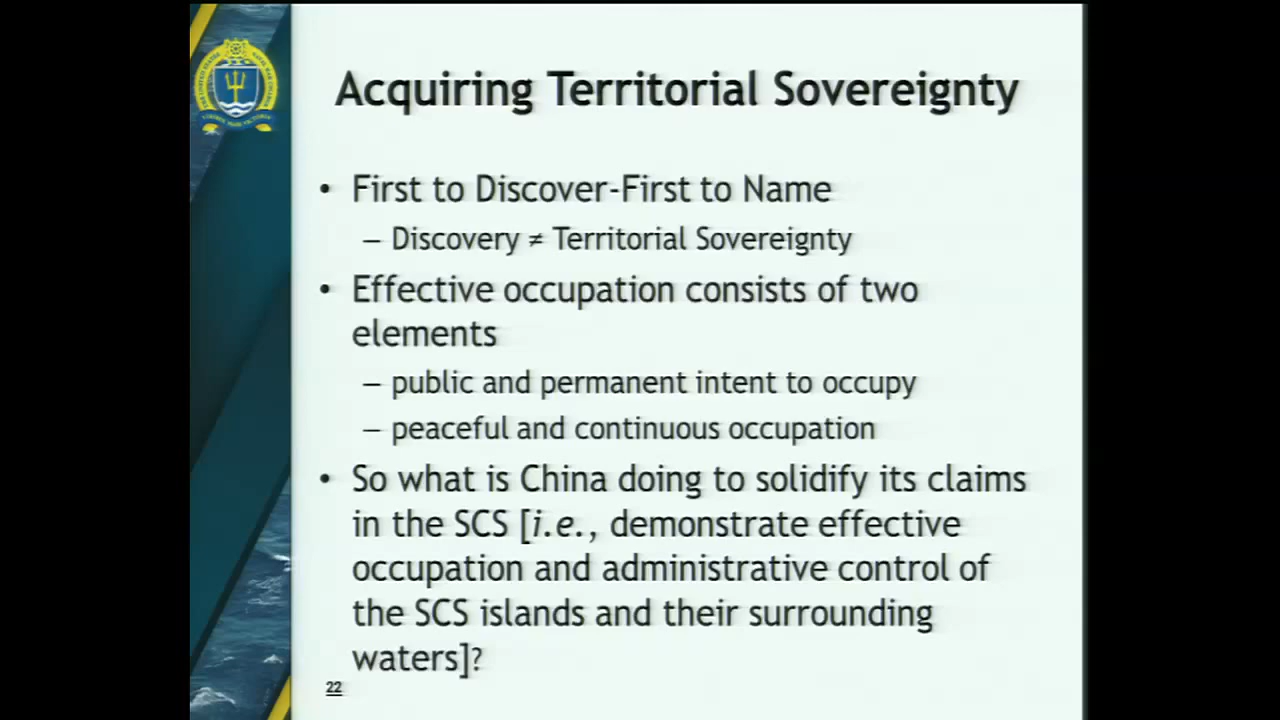 Acquiring Territorial Sovereignty
• First to Discover-First to Name
– Discovery ≠ Territorial Sovereignty
• Effective occupation consists of two
elements
– public and permanent intent to occupy
– peaceful and continuous occupation
• So what is China doing to solidify its claims
in the SCS [i.e., demonstrate effective
occupation and administrative control of
the SCS islands and their surrounding
waters]?
22